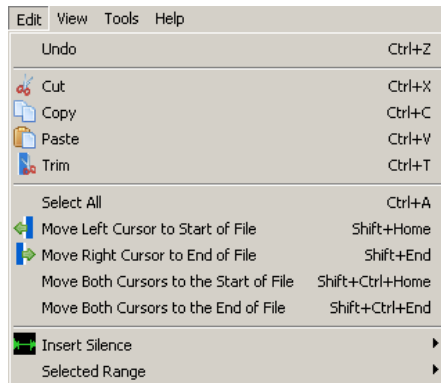 Edit View Tools Help
Undo Ctrl+Z
Cut Ctrl+X
Copy Ctrl+C
Paste Ctrl+V
Trim Ctrl+T
Select All Ctrl+A
Move Left Cursor to Start of File Shift+Home
Move Right Cursor to End of File Shift+End
Move Both Cursors to the Start of File Shift+Ctrl+Home
Move Both Cursors to the End of File Shift+Ctrl+End
Insert Silence
Selected Range